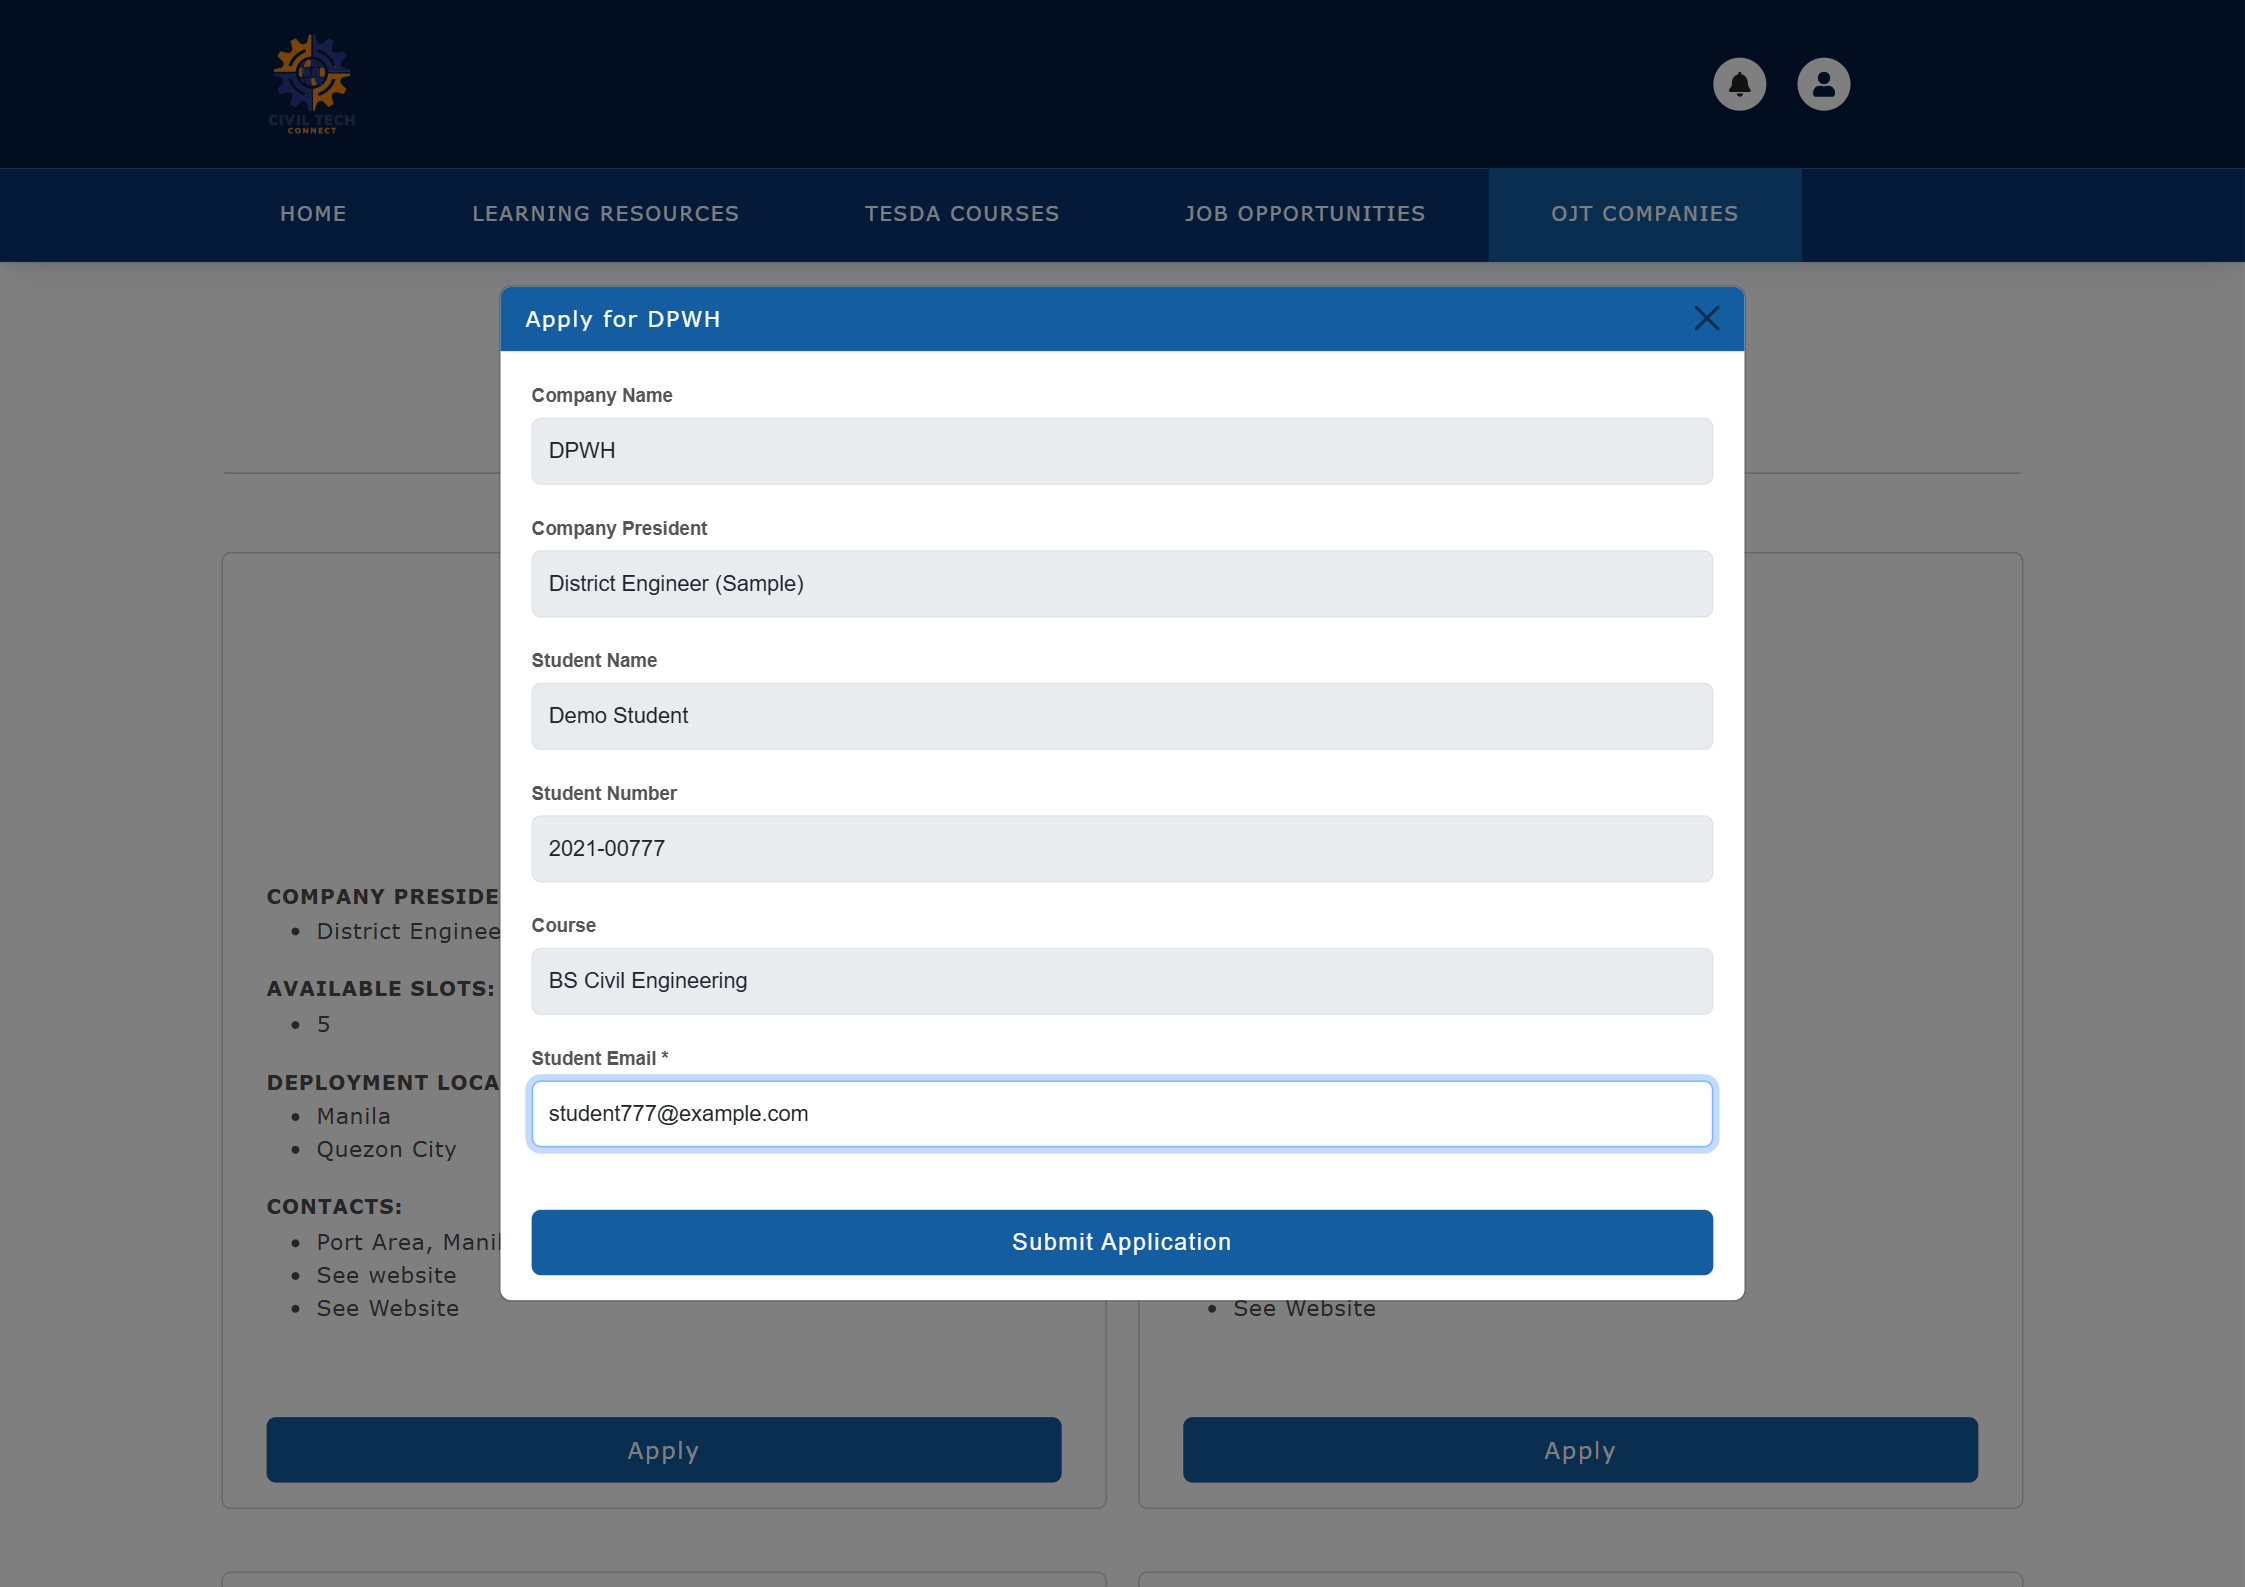 CIVIL TECH
CONNECT
HOME
LEARNING RESOURCES
TESDA COURSES
JOB OPPORTUNITIES
OJT COMPANIES
Apply for DPWH
Company Name
DPWH
Company President
District Engineer (Sample)
Student Name
Demo Student
Student Number
2021-00777
Course
BS Civil Engineering
Student Email *
student777@example.com
Submit Application
COMPANY PRESIDE
District Enginee
AVAILABLE SLOTS:
5
DEPLOYMENT LOCA
Manila
Quezon City
CONTACTS:
Port Area, Manil
See website
See Website
Apply
See Website
Apply